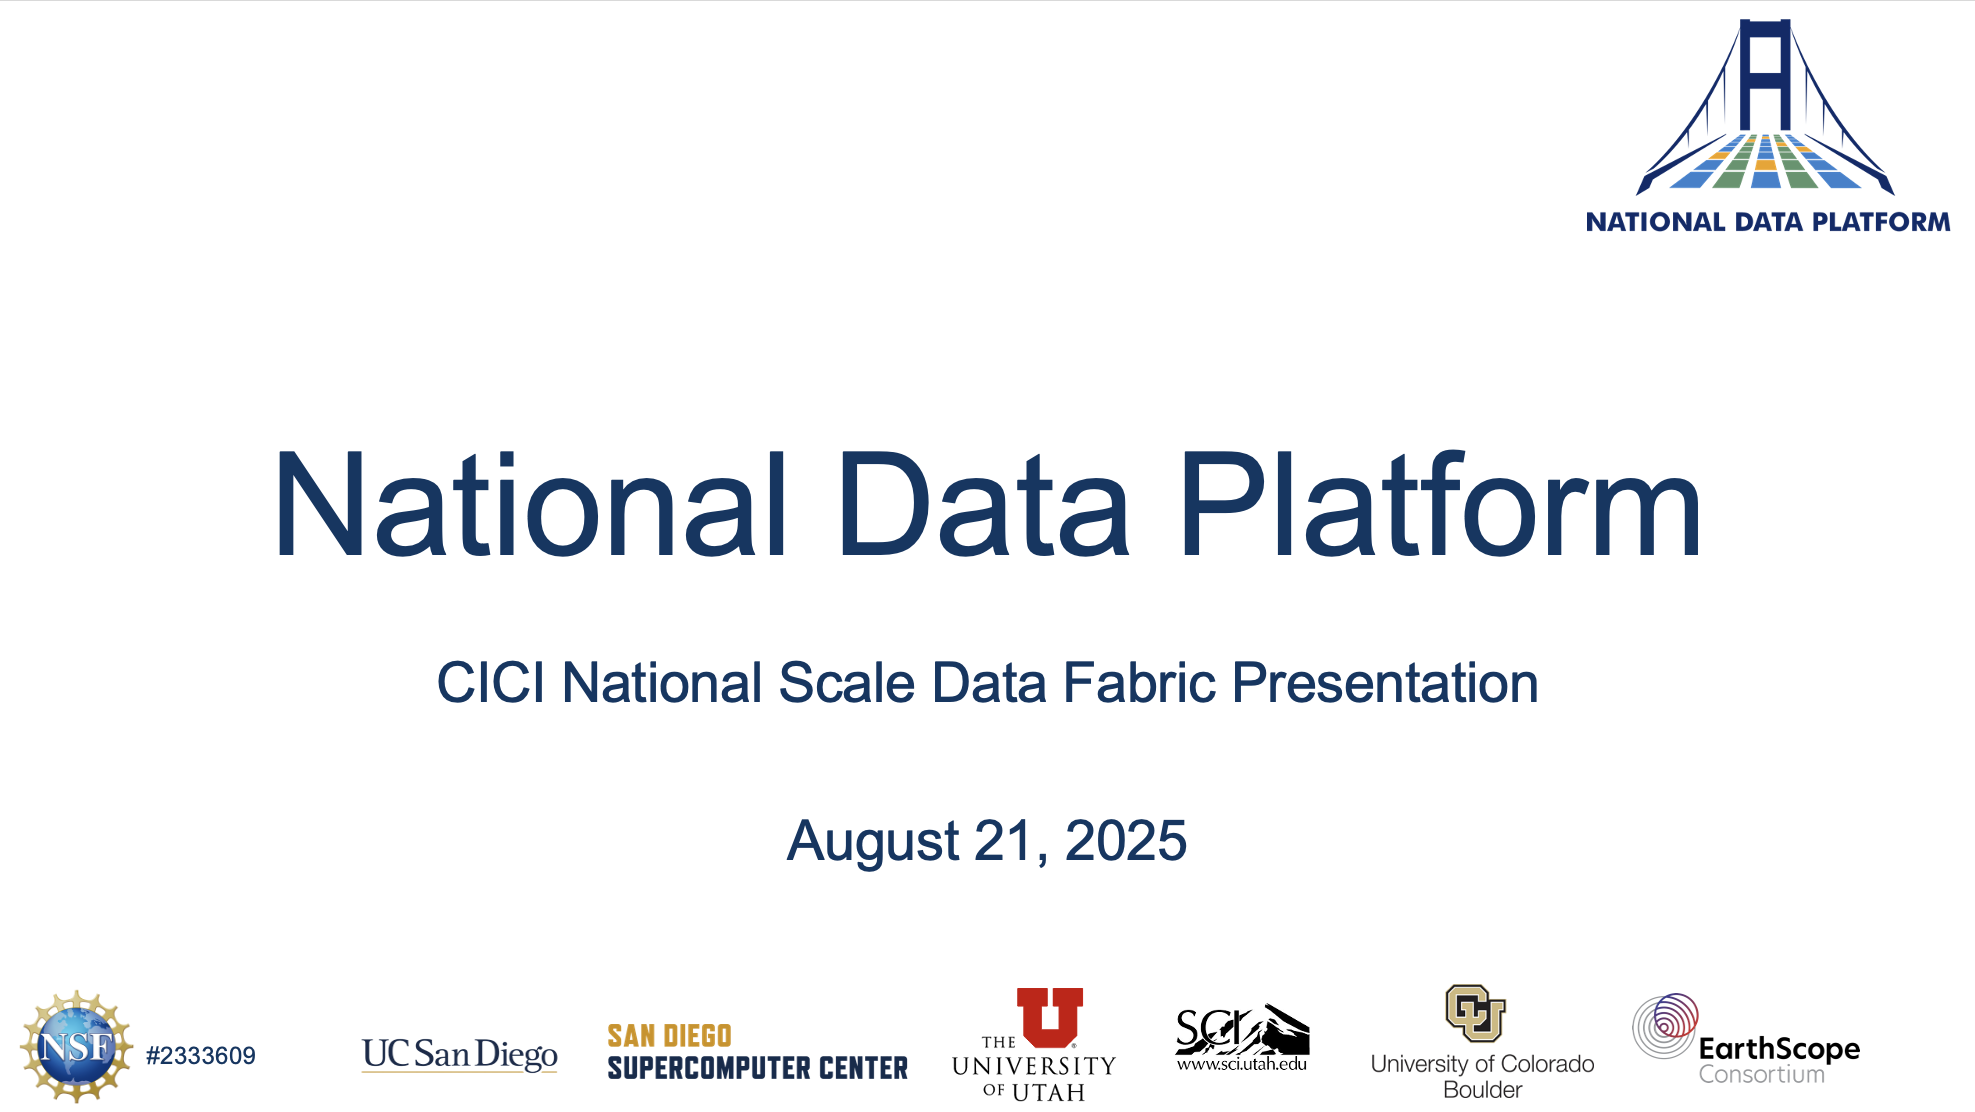 NATIONAL DATA PLATFORM
National Data Platform
CICI National Scale Data Fabric Presentation
August 21, 2025
NSF
#2333609
UC San Diego
SAN DIEGO
SUPERCOMPUTER CENTER
U
THE
UNIVERSITY
OF UTAH
SCI
www.sci.utah.edu
CU
University of Colorado
Boulder
EarthScope
Consortium